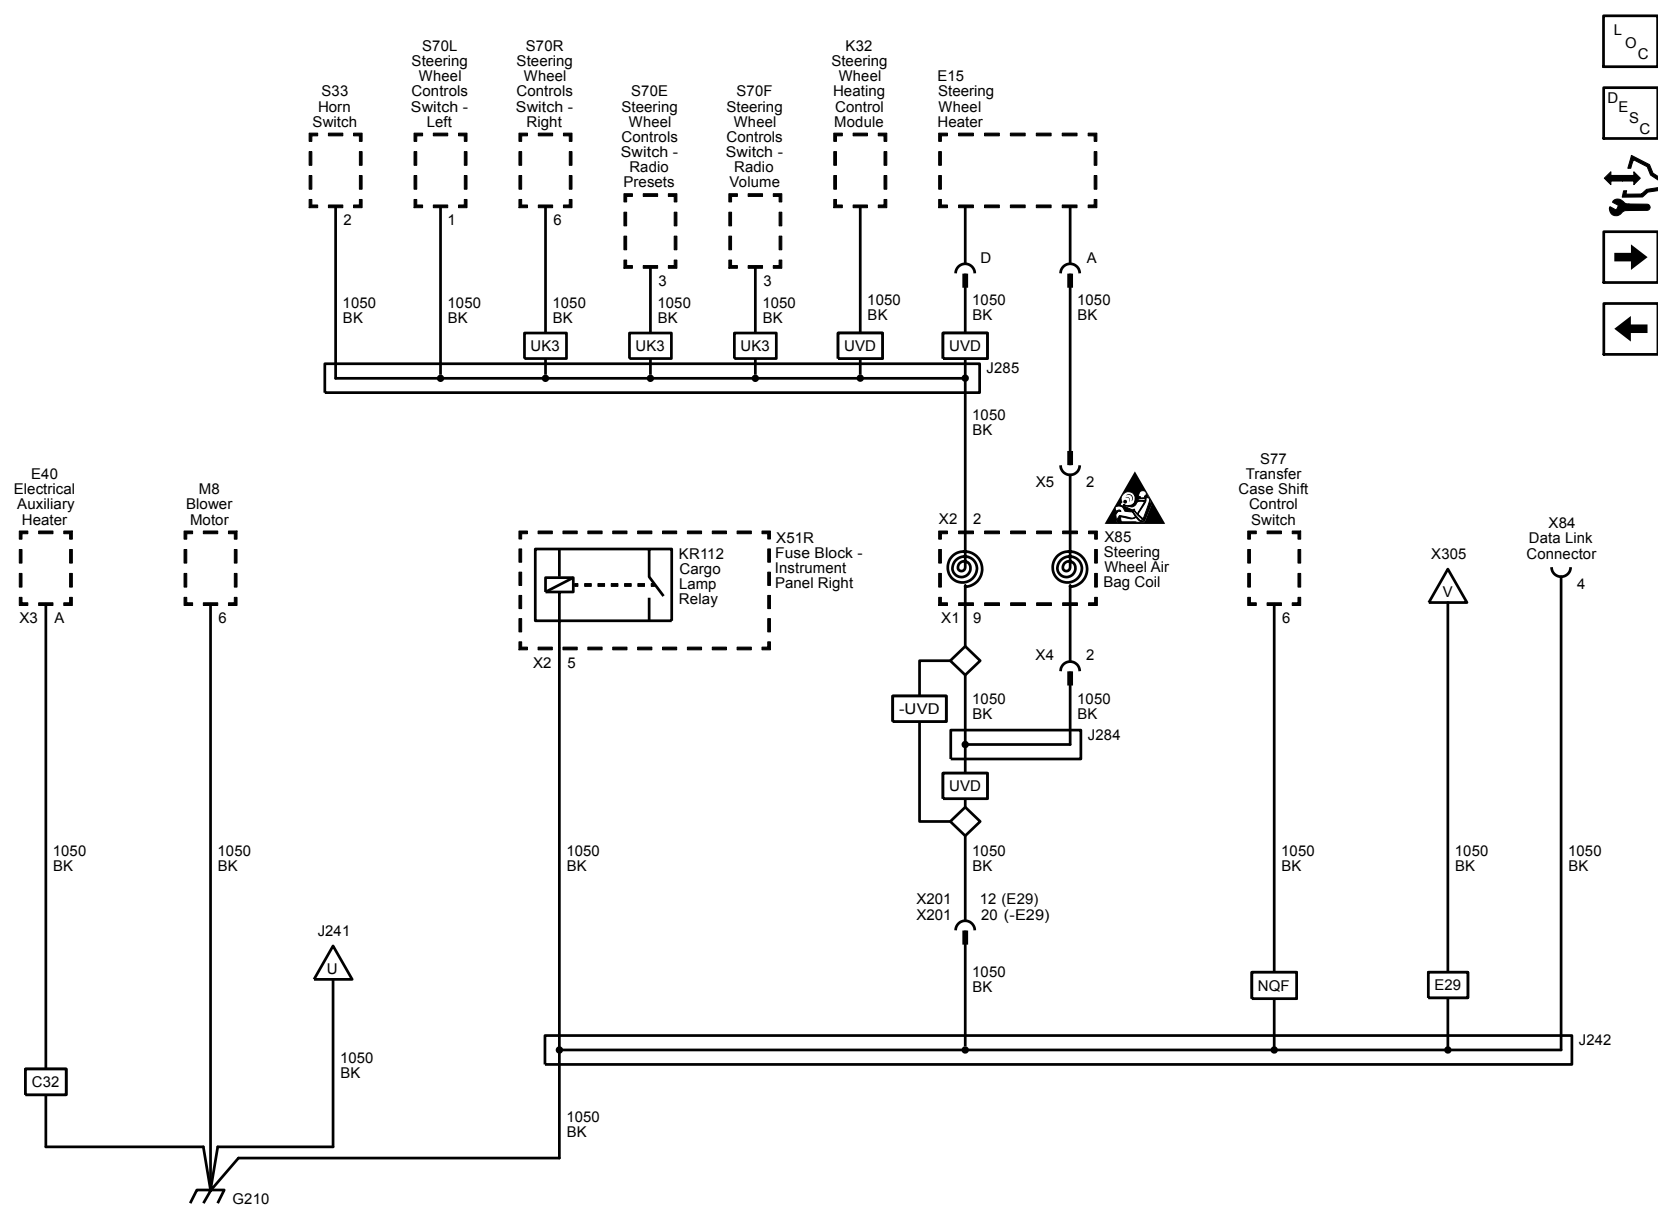 L
O
C
D
E
S
C
S33
Horn
Switch
S70L
Steering
Wheel
Controls
Switch -
Left
S70R
Steering
Wheel
Controls
Switch -
Right
S70E
Steering
Wheel
Controls
Switch -
Radio
Presets
S70F
Steering
Wheel
Controls
Switch -
Radio
Volume
K32
Steering
Wheel
Heating
Control
Module
E15
Steering
Wheel
Heater
2
1
6
3
3
D
A
1050
BK
1050
BK
1050
BK
1050
BK
1050
BK
1050
BK
1050
BK
1050
BK
UK3
UK3
UK3
UVD
UVD
J285
1050
BK
E40
Electrical
Auxiliary
Heater
X3 A
M8
Blower
Motor
6
KR112
Cargo
Lamp
Relay
X51R
Fuse Block -
Instrument
Panel Right
X2 5
X5 2
X2 2
X85
Steering
Wheel Air
Bag Coil
X1 9
X4 2
S77
Transfer
Case Shift
Control
Switch
6
X305
V
X84
Data Link
Connector
4
-UVD
1050
BK
1050
BK
J284
UVD
1050
BK
1050
BK
1050
BK
1050
BK
1050
BK
1050
BK
1050
BK
X201 12 (E29)
X201 20 (-E29)
J241
U
1050
BK
NQF
E29
J242
C32
1050
BK
1050
BK
G210